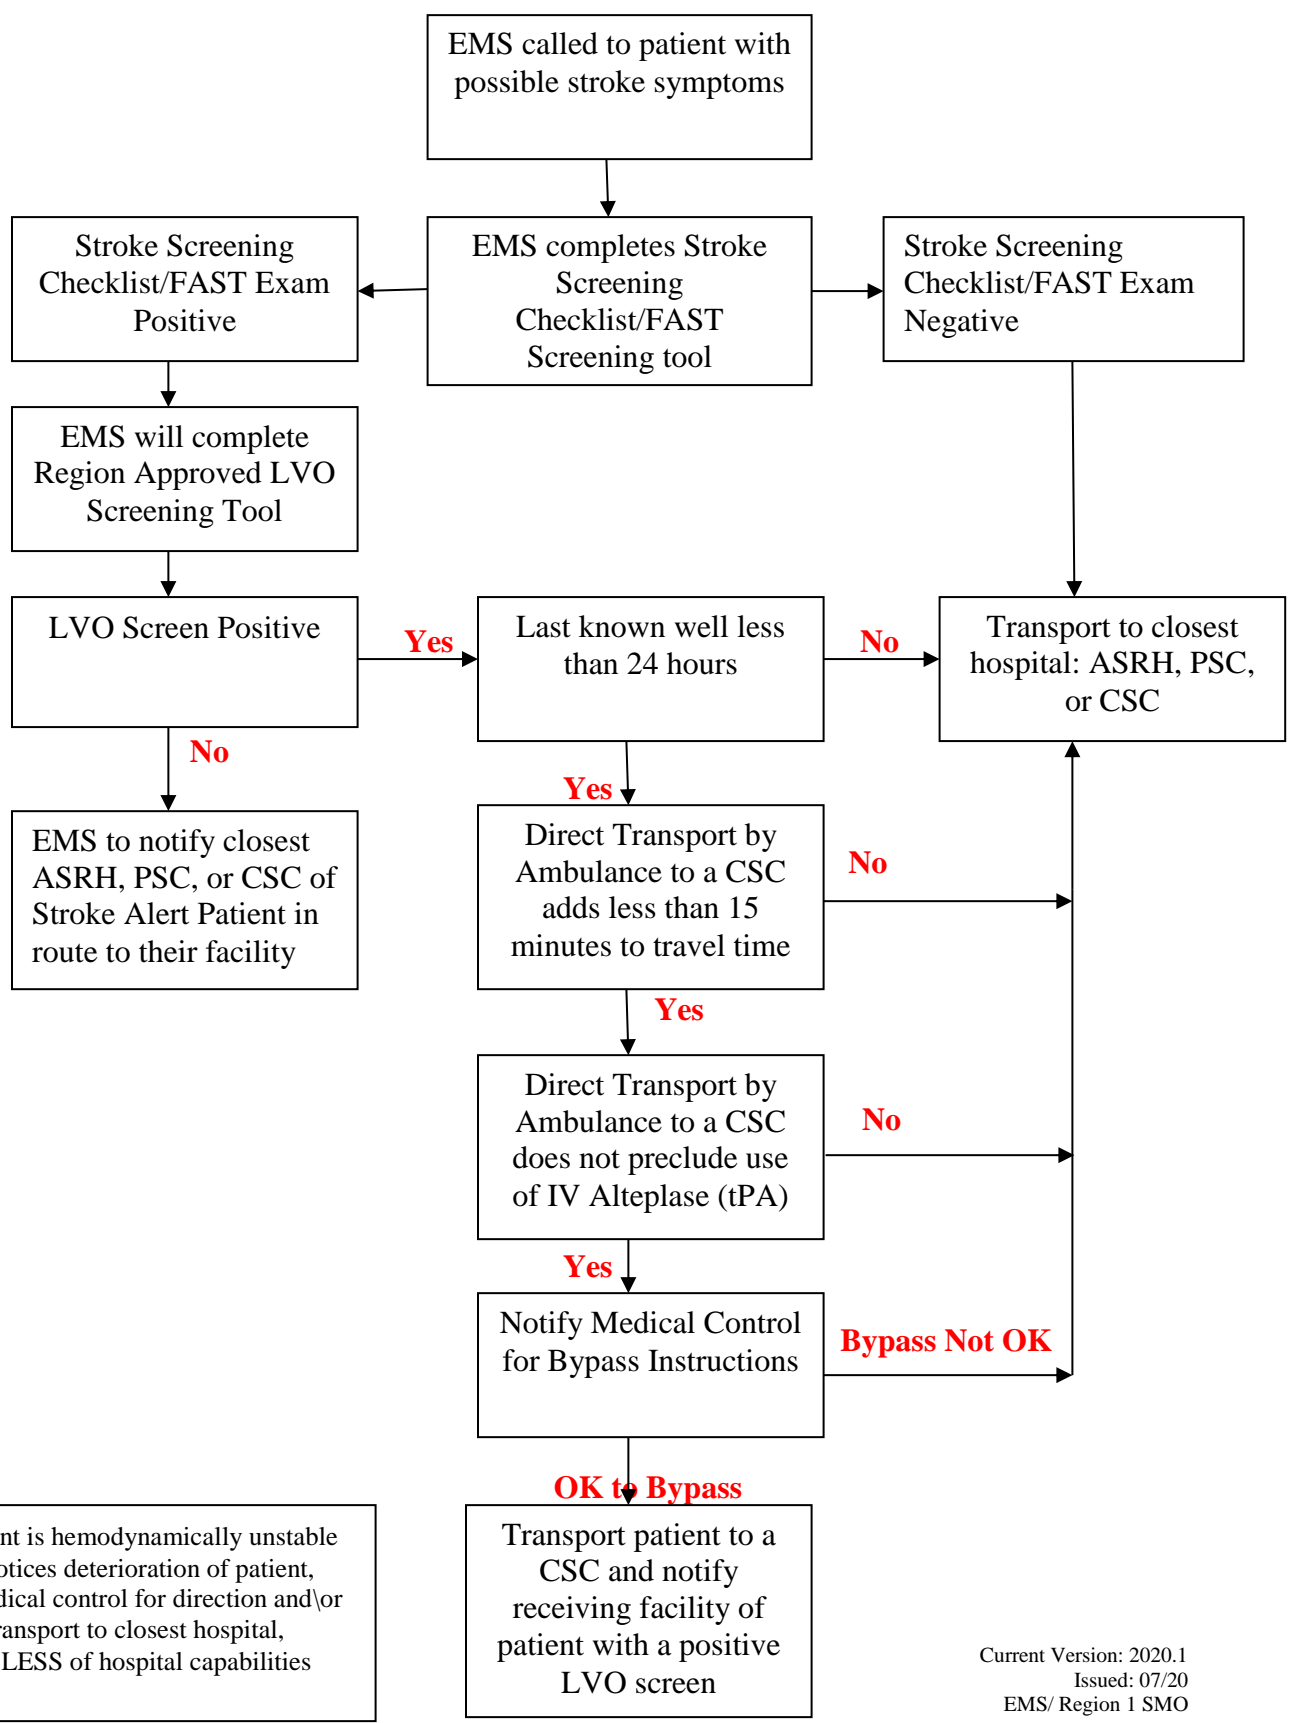 EMS called to patient with
possible stroke symptoms
Stroke Screening
Checklist/FAST Exam
Positive
EMS completes Stroke
Screening
Checklist/FAST
Screening tool
Stroke Screening
Checklist/FAST Exam
Negative
EMS will complete
Region Approved LVO
Screening Tool
LVO Screen Positive
Yes
Last known well less
than 24 hours
No
Transport to closest
hospital: ASRH, PSC,
or CSC
No
Yes
EMS to notify closest
ASRH, PSC, or CSC of
Stroke Alert Patient in
route to their facility
Direct Transport by
Ambulance to a CSC
adds less than 15
minutes to travel time
No
Yes
Direct Transport by
Ambulance to a CSC
does not preclude use
of IV Alteplase (tPA)
No
Yes
Notify Medical Control
for Bypass Instructions
Bypass Not OK
OK to Bypass
is hemodynamically unstable
deterioration of patient,
control for direction and\or
to closest hospital,
of hospital capabilities
Transport patient to a
CSC and notify
receiving facility of
patient with a positive
LVO screen
Current Version: 2020.1
Issued: 07/20
EMS/ Region 1 SMO